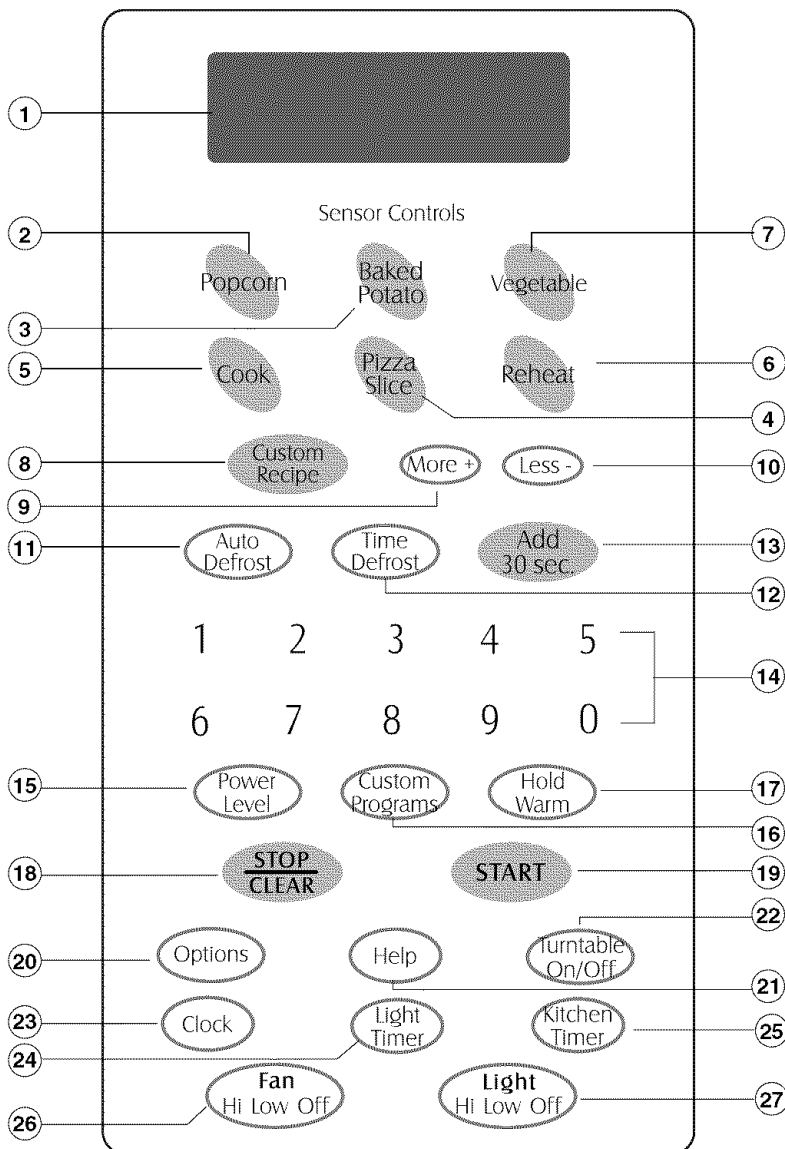 1
Sensor Controls
2
7
Popcorn
Baked
Potato
Vegetable
3
5
Cook
Pizza
Slice
Reheat
6
4
8
Custom
Recipe
More +
Less -
10
9
11
Auto
Defrost
Time
Defrost
Add
30 sec.
13
12
1 2 3 4 5
14
6 7 8 9 0
15
Power
Level
Custom
Programs
Hold
Warm
17
16
18
STOP
CLEAR
START
19
22
20
Options
Help
Turntable
On/Off
21
23
Clock
Light
Timer
Kitchen
Timer
25
24
Fan
Hi Low Off
Light
Hi Low Off
26
27